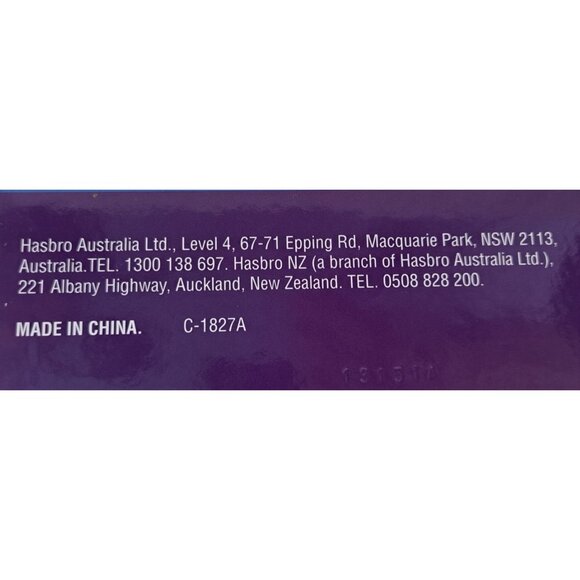 Hasbro Australia Ltd., Level 4, 67-71 Epping Rd, Macquarie Park, NSW 2113,
Australia.TEL. 1300 138 697. Hasbro NZ (a branch of Hasbro Australia Ltd.),
221 Albany Highway, Auckland, New Zealand. TEL. 0508 828 200.
MADE IN CHINA. C-1827A